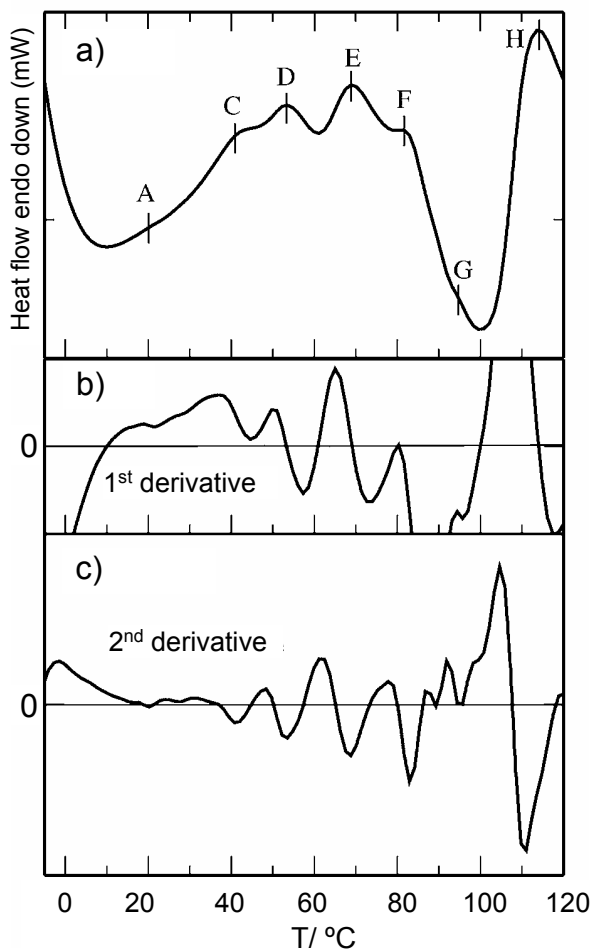 Heat flow endo down (mW)
a)
A
C
D
E
F
G
H
b)
0
1st derivative
c)
2nd derivative
0
0 20 40 60 80 100 120
T/ ºC